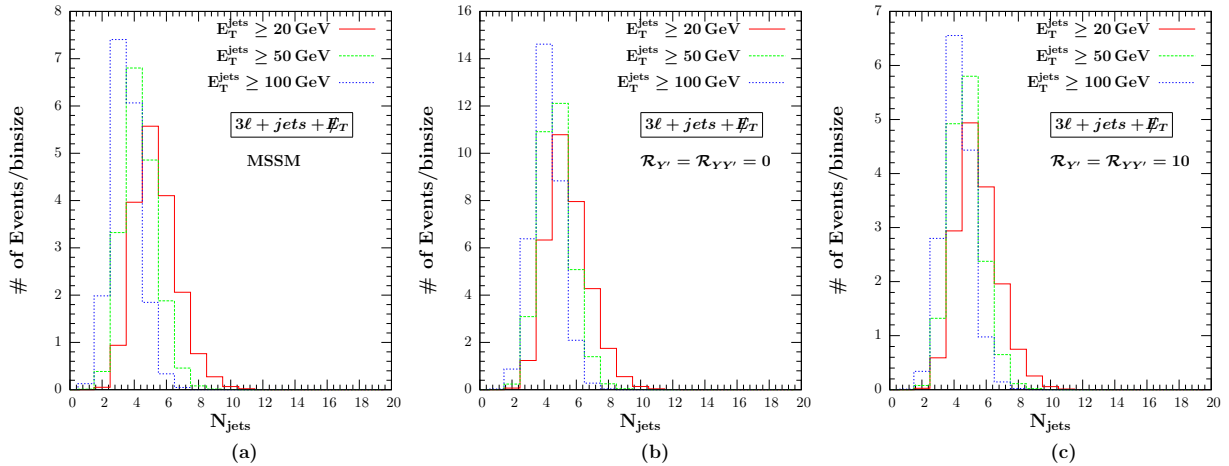 # of Events/binsize
8
7
6
5
4
3
2
1
0
E_T^jets ≥ 20 GeV
E_T^jets ≥ 50 GeV
E_T^jets ≥ 100 GeV
3ℓ + jets + E̸_T
MSSM
0 2 4 6 8 10 12 14 16 18 20
N_jets
(a)
# of Events/binsize
16
14
12
10
8
6
4
2
0
E_T^jets ≥ 20 GeV
E_T^jets ≥ 50 GeV
E_T^jets ≥ 100 GeV
3ℓ + jets + E̸_T
𝓡_Y′ = 𝓡_YY′ = 0
0 2 4 6 8 10 12 14 16 18 20
N_jets
(b)
# of Events/binsize
7
6
5
4
3
2
1
0
E_T^jets ≥ 20 GeV
E_T^jets ≥ 50 GeV
E_T^jets ≥ 100 GeV
3ℓ + jets + E̸_T
𝓡_Y′ = 𝓡_YY′ = 10
0 2 4 6 8 10 12 14 16 18 20
N_jets
(c)